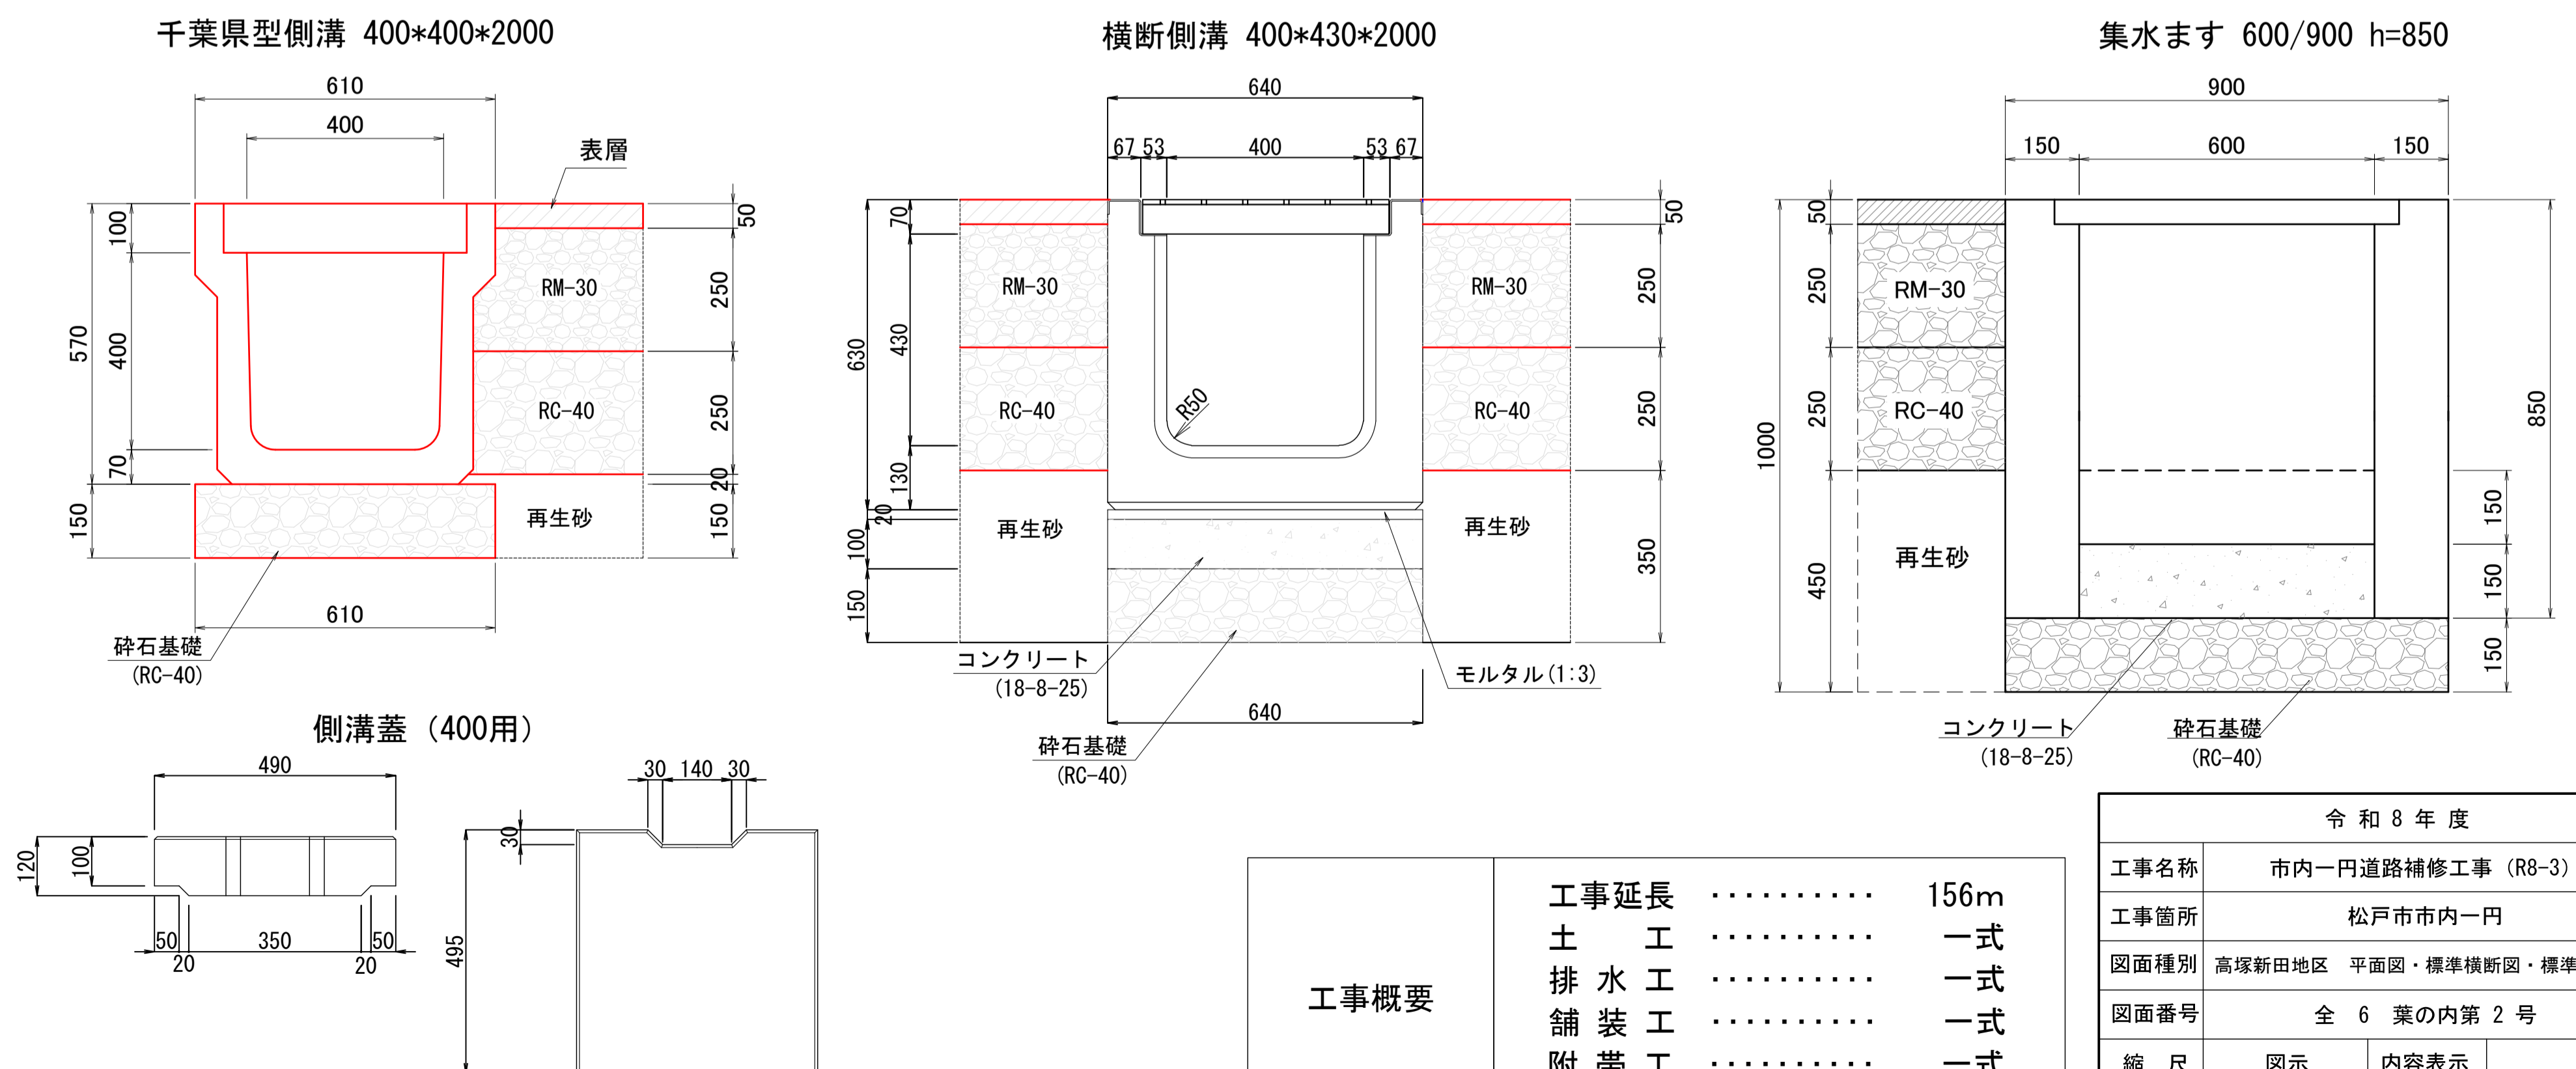 千葉県型側溝 400*400*2000
610
400
表層
100
400
70
570
150
50
250
250
20
150
RM-30
RC-40
再生砂
610
砕石基礎
(RC-40)
横断側溝 400*430*2000
640
67 53 400 53 67
70
430
130
630
20
100
150
50
250
250
350
RM-30
RM-30
RC-40
RC-40
R50
再生砂
再生砂
コンクリート
(18-8-25)
モルタル(1:3)
640
砕石基礎
(RC-40)
集水ます 600/900 h=850
900
150 600 150
50
250
250
450
1000
RM-30
RC-40
再生砂
850
150
150
150
コンクリート
(18-8-25)
砕石基礎
(RC-40)
側溝蓋 (400用)
490
120
100
50 350 50
20 20
30 140 30
30
495
工事概要
工事延長 ・・・・・・・・・・ 156m
土 工 ・・・・・・・・・・ 一式
排 水 工 ・・・・・・・・・・ 一式
舗 装 工 ・・・・・・・・・・ 一式
附 帯 工 ・・・・・・・・・・ 一式
令 和 8 年 度
工事名称 市内一円道路補修工事 (R8-3)
工事箇所 松戸市市内一円
図面種別 高塚新田地区 平面図・標準横断図・標準
図面番号 全 6 葉の内第 2 号
縮 尺 図示 内容表示